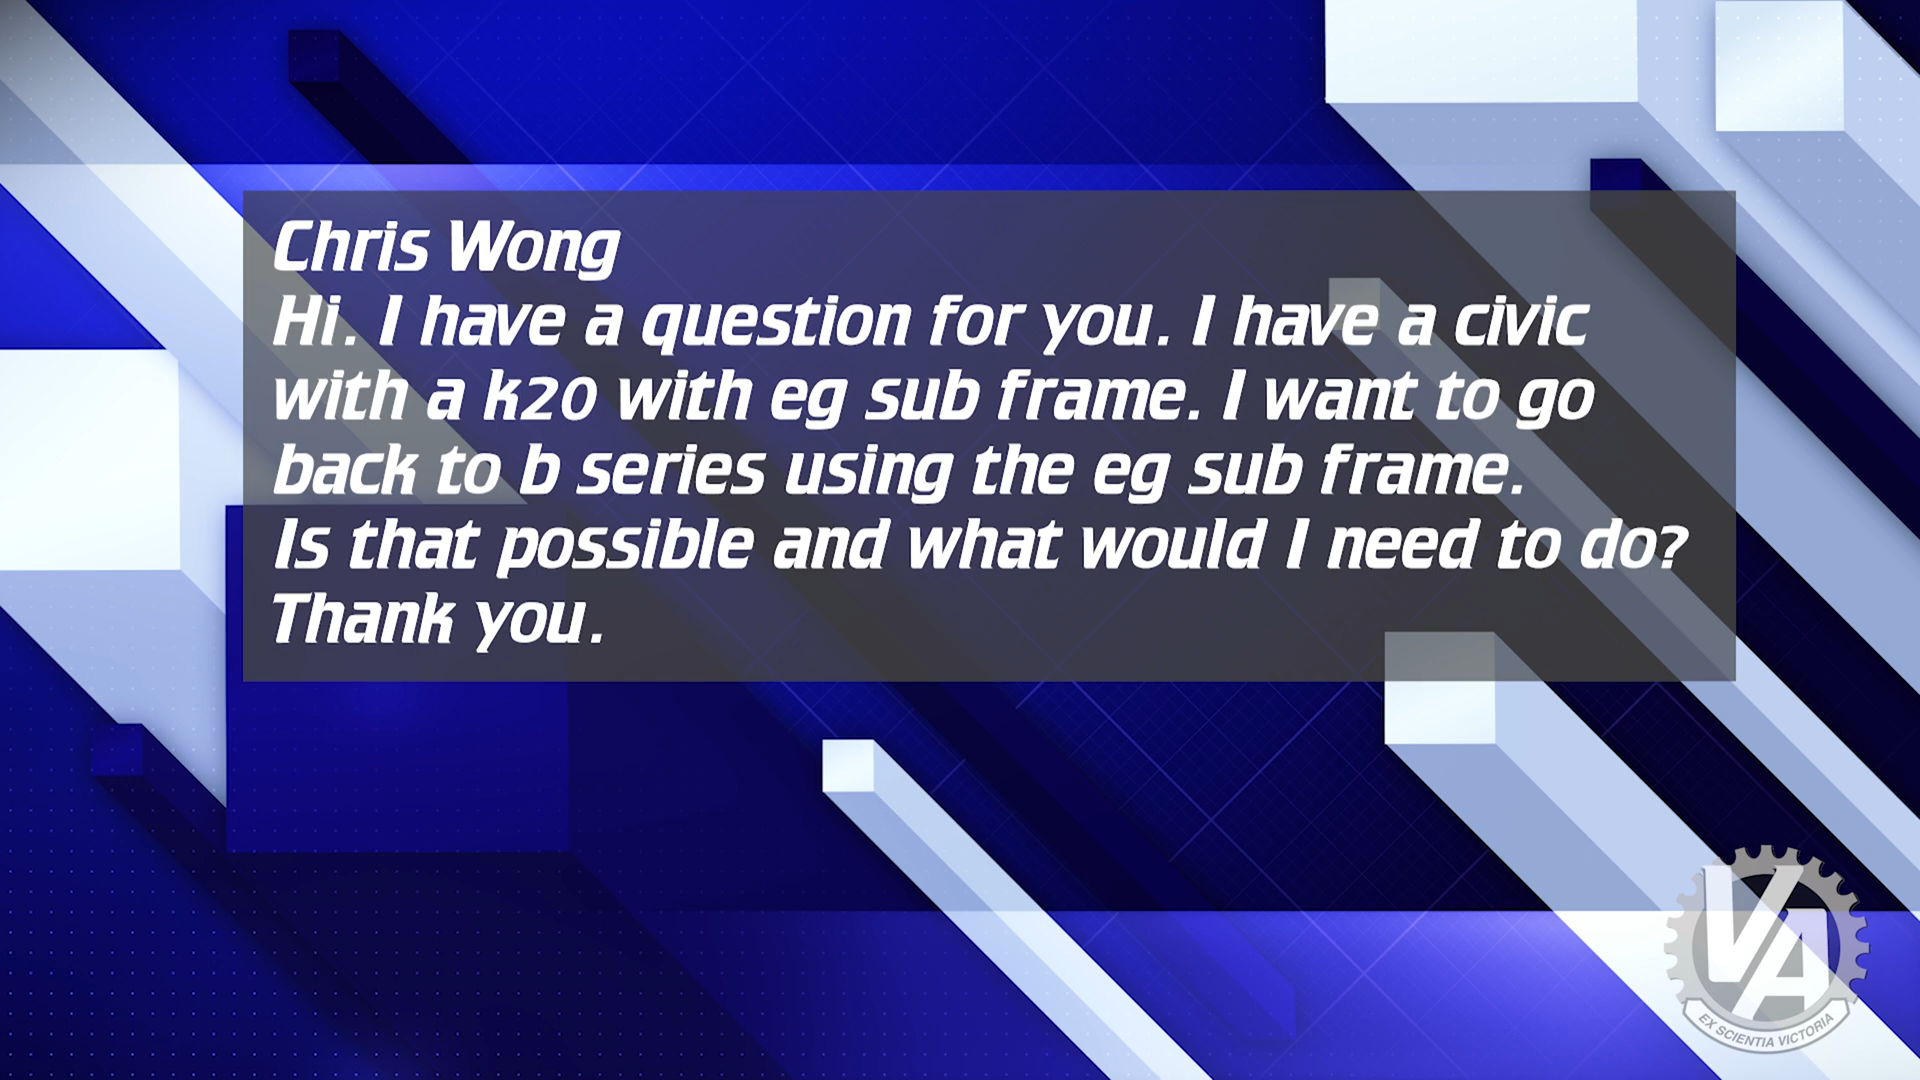 Chris Wong
Hi. I have a question for you. I have a civic
with a k20 with eg sub frame. I want to go
back to b series using the eg sub frame.
Is that possible and what would I need to do?
Thank you.
VA
EX SCIENTIA VICTORIA